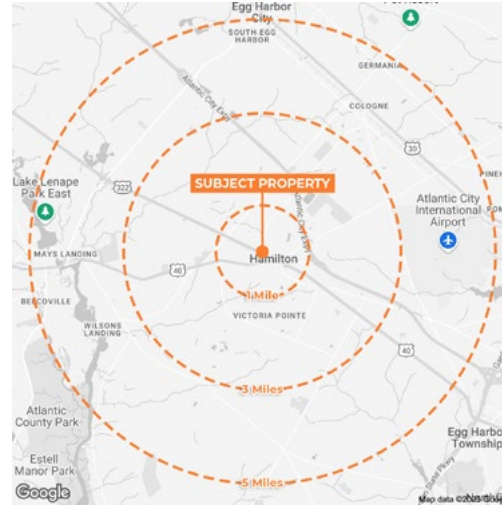 Egg Harbor
City
SOUTH EGG
HARBOR
GERMANIA
COLOGNE
Atlantic City Expy
30
Lake Lenape
Park East
322
SUBJECT PROPERTY
Atlantic City Expy
Atlantic City
International
Airport
MAYS LANDING
40
Hamilton
1 Mile
BEECOVILLE
VICTORIA POINTE
WILSONS
LANDING
40
3 Miles
Atlantic
County Park
Egg Harbor
Township
Estell
Manor Park
5 Miles
Google